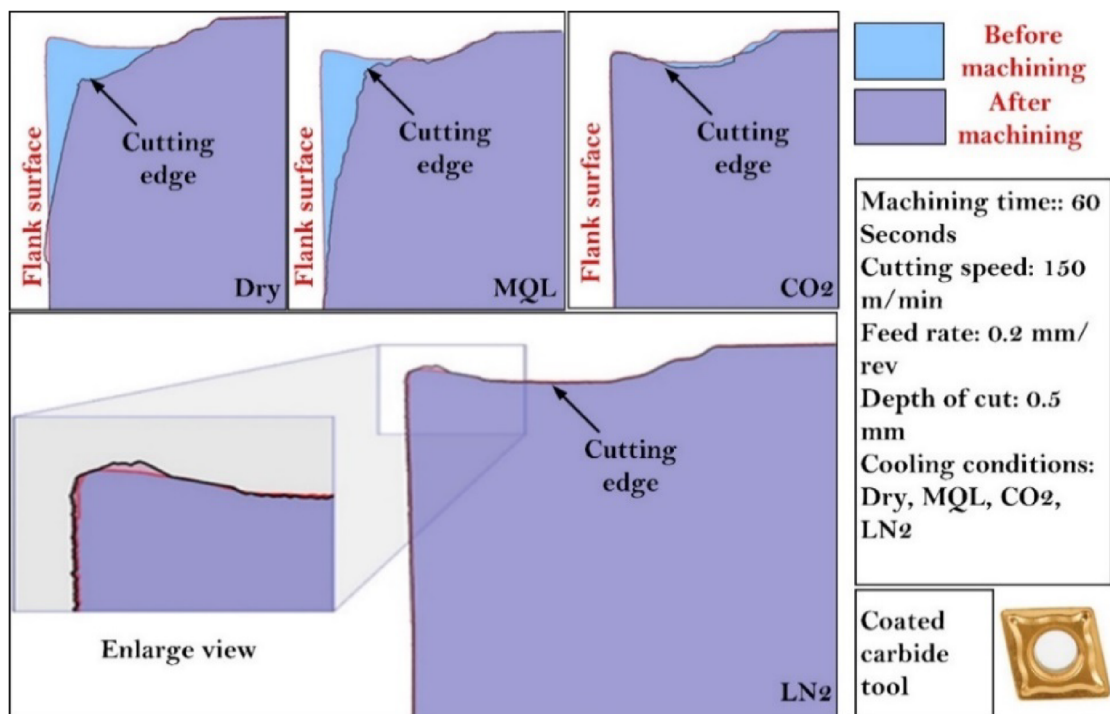 Flank surface
Cutting
edge
Dry
Flank surface
Cutting
edge
MQL
Flank surface
Cutting
edge
CO2
Before
machining
After
machining
Machining time:: 60
Seconds
Cutting speed: 150
m/min
Feed rate: 0.2 mm/
rev
Depth of cut: 0.5
mm
Cooling conditions:
Dry, MQL, CO2,
LN2
Cutting
edge
Enlarge view
LN2
Coated
carbide
tool